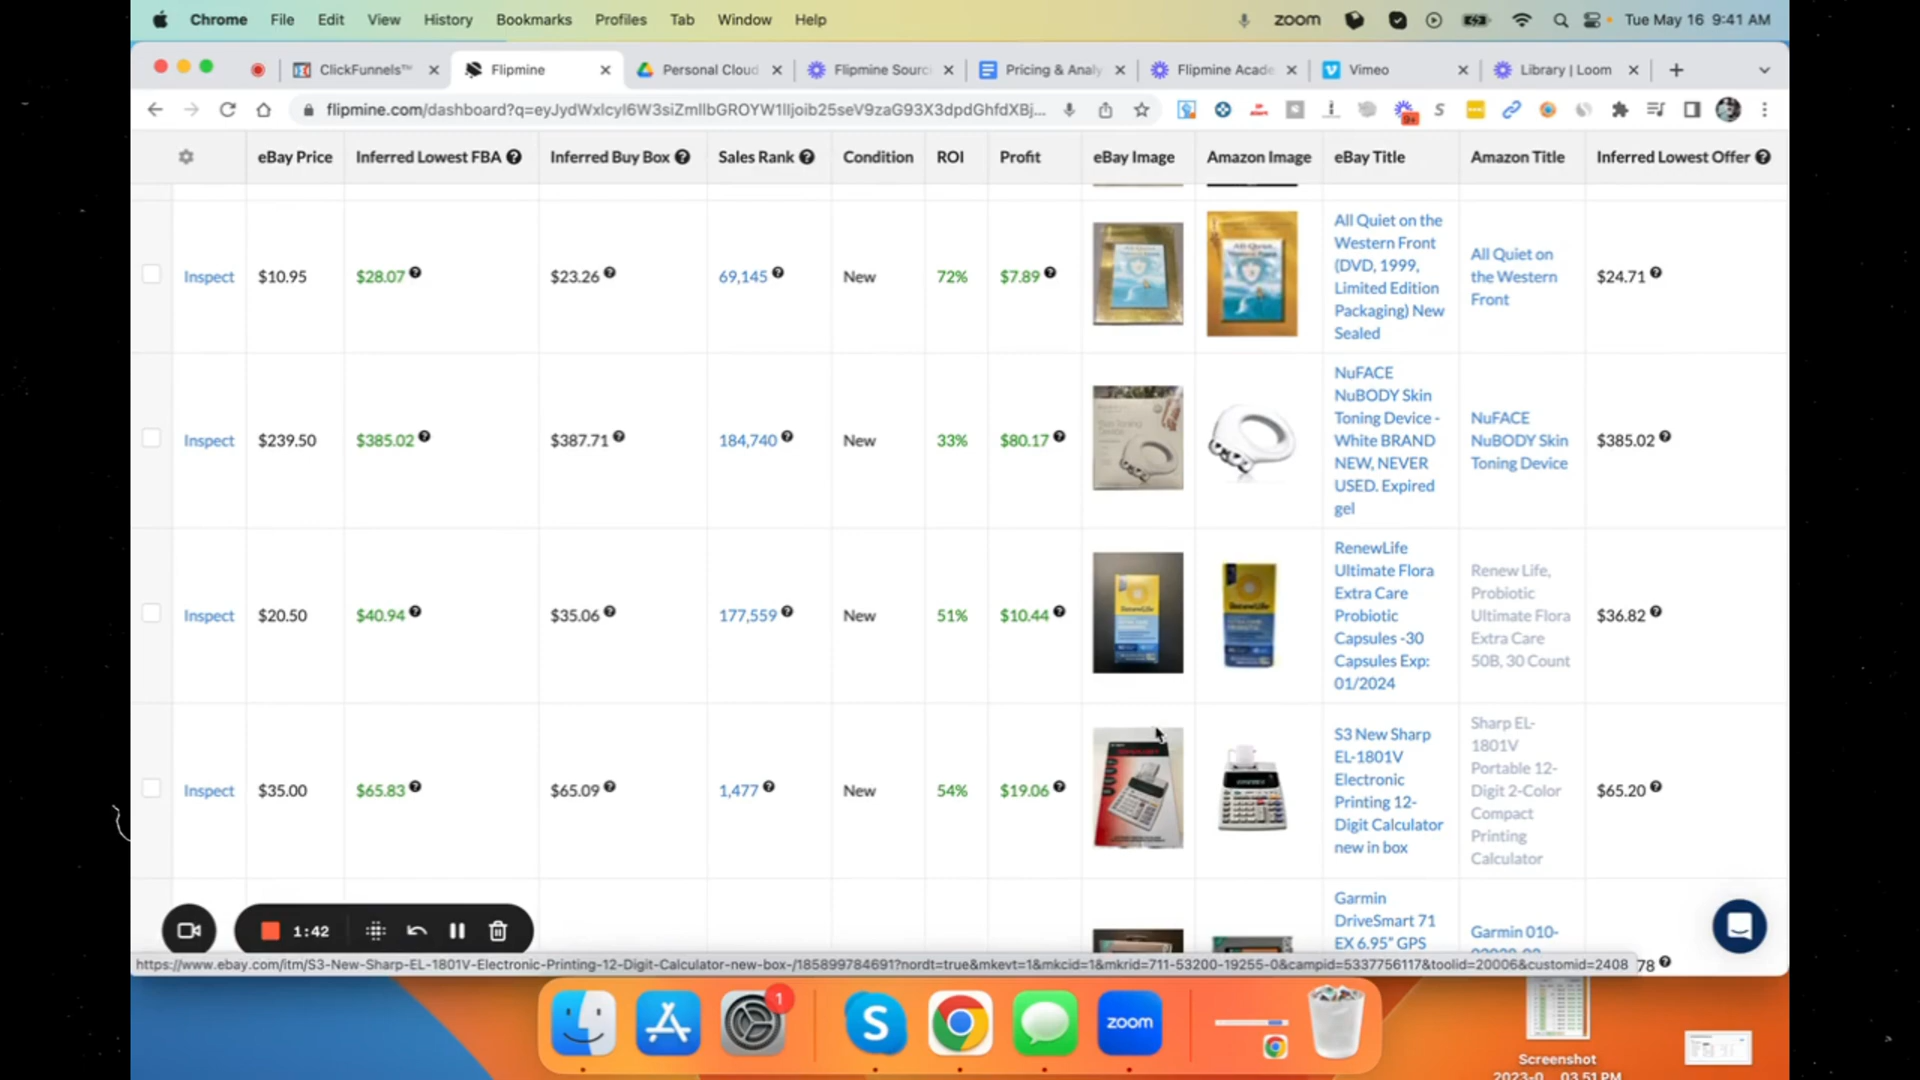 Chrome File Edit View History Bookmarks Profiles Tab Window Help zoom Tue May 16 9:41 AM
ClickFunnels™ Flipmine Personal Cloud Flipmine Sourc Pricing & Analy Flipmine Acade Vimeo Library | Loom
flipmine.com/dashboard?q=eyJydWxlcyI6W3siZmllbGROYW1lIjoib25seV9zaG93X3dpdGhfdXBj...
9+
eBay Price Inferred Lowest FBA Inferred Buy Box Sales Rank Condition ROI Profit eBay Image Amazon Image eBay Title Amazon Title Inferred Lowest Offer
Inspect $10.95 $28.07 $23.26 69,145 New 72% $7.89
All Quiet on the
Western Front
(DVD, 1999,
Limited Edition
Packaging) New
Sealed
All Quiet on
the Western
Front
$24.71
Inspect $239.50 $385.02 $387.71 184,740 New 33% $80.17
NuFACE
NuBODY Skin
Toning Device -
White BRAND
NEW, NEVER
USED. Expired
gel
NuFACE
NuBODY Skin
Toning Device
$385.02
Inspect $20.50 $40.94 $35.06 177,559 New 51% $10.44
RenewLife
RenewLife
RenewLife
Ultimate Flora
Extra Care
Probiotic
Capsules -30
Capsules Exp:
01/2024
Renew Life,
Probiotic
Ultimate Flora
Extra Care
50B, 30 Count
$36.82
Inspect $35.00 $65.83 $65.09 1,477 New 54% $19.06
S3 New Sharp
EL-1801V
Electronic
Printing 12-
Digit Calculator
new in box
Sharp EL-
1801V
Portable 12-
Digit 2-Color
Compact
Printing
Calculator
$65.20
Garmin
DriveSmart 71
EX 6.95" GPS
Garmin 010-
78
1:42
https://www.ebay.com/itm/S3-New-Sharp-EL-1801V-Electronic-Printing-12-Digit-Calculator-new-box-/185899784691?nordt=true&mkevt=1&mkcid=1&mkrid=711-53200-19255-0&campid=5337756117&toolid=20006&customid=2408
1
zoom
Screenshot